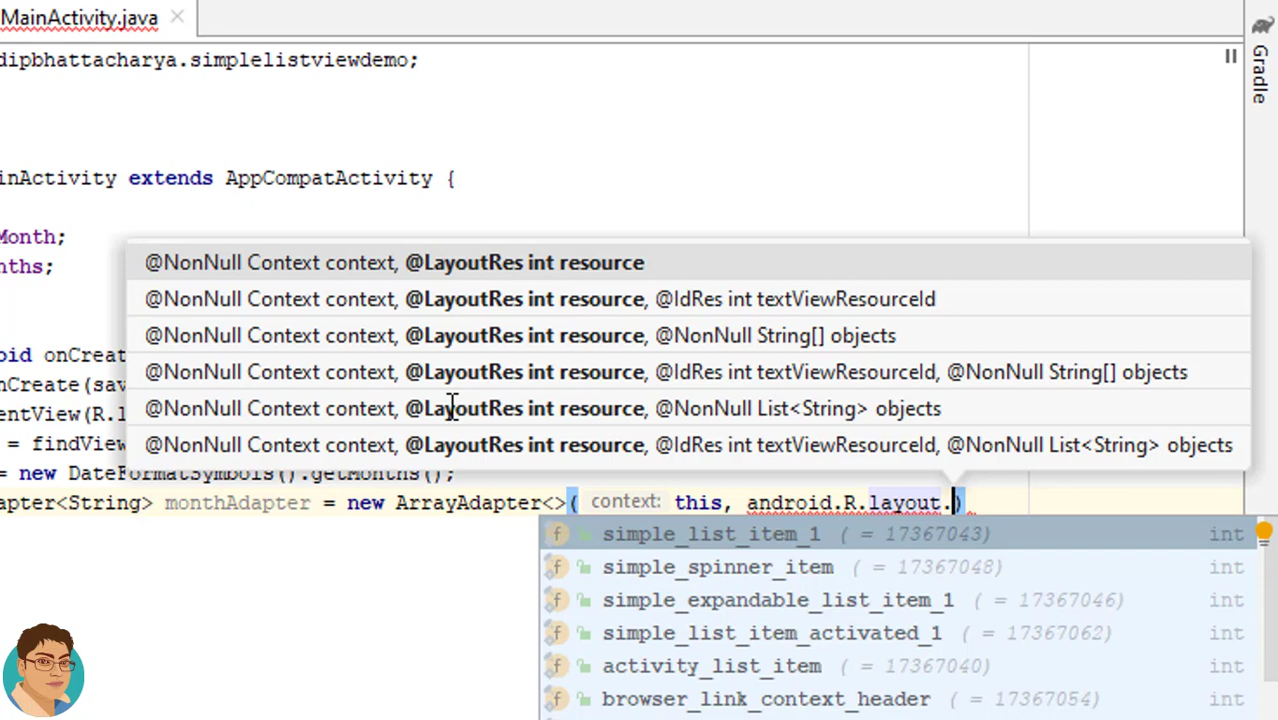 MainActivity.java
Gradle
dipbhattacharya.simplelistviewdemo;
inActivity extends AppCompatActivity {
Month;
nths;
@NonNull Context context, @LayoutRes int resource
@NonNull Context context, @LayoutRes int resource, @IdRes int textViewResourceId
@NonNull Context context, @LayoutRes int resource, @NonNull String[] objects
oid onCreat
@NonNull Context context, @LayoutRes int resource, @IdRes int textViewResourceId, @NonNull String[] objects
nCreate(sav
@NonNull Context context, @LayoutRes int resource, @NonNull List<String> objects
entView(R.l
@NonNull Context context, @LayoutRes int resource, @IdRes int textViewResourceId, @NonNull List<String> objects
= findView
= new DateFormatSymbols().getMonths();
dapter<String> monthAdapter = new ArrayAdapter<>( context: this, android.R.layout.)
simple_list_item_1 ( = 17367043) int
simple_spinner_item ( = 17367048) int
simple_expandable_list_item_1 ( = 17367046) int
simple_list_item_activated_1 ( = 17367062) int
activity_list_item ( = 17367040) int
browser_link_context_header ( = 17367054) int